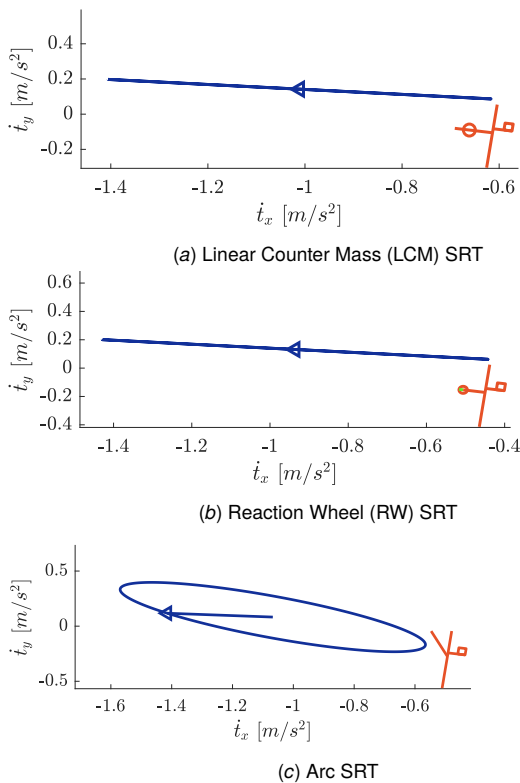 0.4
0.2
0
-0.2
ṫ_y [m/s²]
-1.4 -1.2 -1 -0.8 -0.6
ṫ_x [m/s²]
(a) Linear Counter Mass (LCM) SRT
0.6
0.4
0.2
0
-0.2
-0.4
ṫ_y [m/s²]
-1.4 -1.2 -1 -0.8 -0.6 -0.4
ṫ_x [m/s²]
(b) Reaction Wheel (RW) SRT
0.5
0
-0.5
ṫ_y [m/s²]
-1.6 -1.4 -1.2 -1 -0.8 -0.6
ṫ_x [m/s²]
(c) Arc SRT